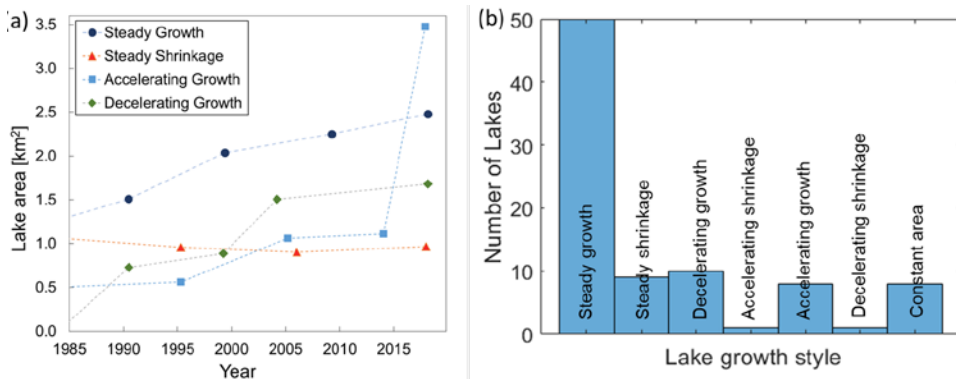 a)
3.5
3.0
2.5
2.0
1.5
1.0
0.5
0.0
Lake area [km²]
Steady Growth
Steady Shrinkage
Accelerating Growth
Decelerating Growth
1985 1990 1995 2000 2005 2010 2015
Year
(b)
50
40
30
20
10
0
Number of Lakes
Steady growth
Steady shrinkage
Decelerating growth
Accelerating shrinkage
Accelerating growth
Decelerating shrinkage
Constant area
Lake growth style